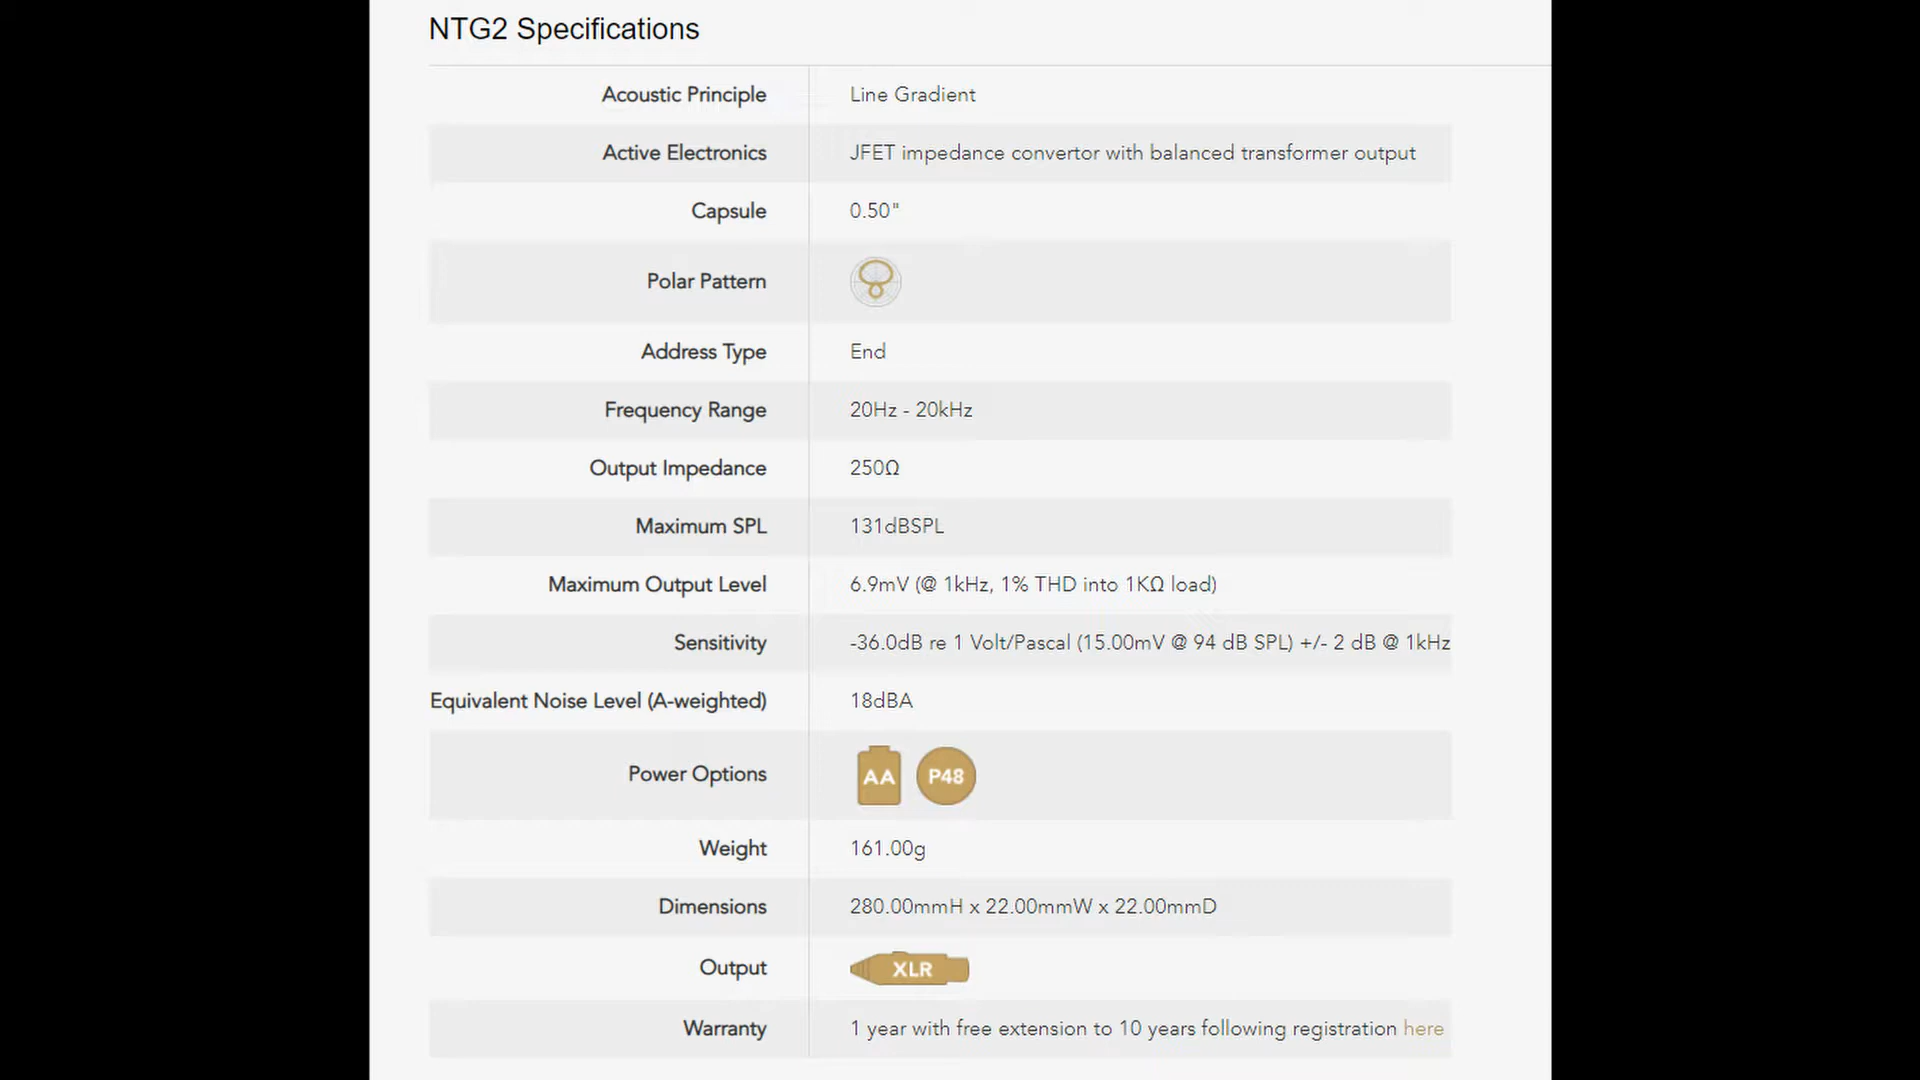 NTG2 Specifications
Acoustic Principle Line Gradient
Active Electronics JFET impedance convertor with balanced transformer output
Capsule 0.50"
Polar Pattern
Address Type End
Frequency Range 20Hz - 20kHz
Output Impedance 250Ω
Maximum SPL 131dBSPL
Maximum Output Level 6.9mV (@ 1kHz, 1% THD into 1KΩ load)
Sensitivity -36.0dB re 1 Volt/Pascal (15.00mV @ 94 dB SPL) +/- 2 dB @ 1kHz
Equivalent Noise Level (A-weighted) 18dBA
Power Options AA P48
Weight 161.00g
Dimensions 280.00mmH x 22.00mmW x 22.00mmD
Output XLR
Warranty 1 year with free extension to 10 years following registration here